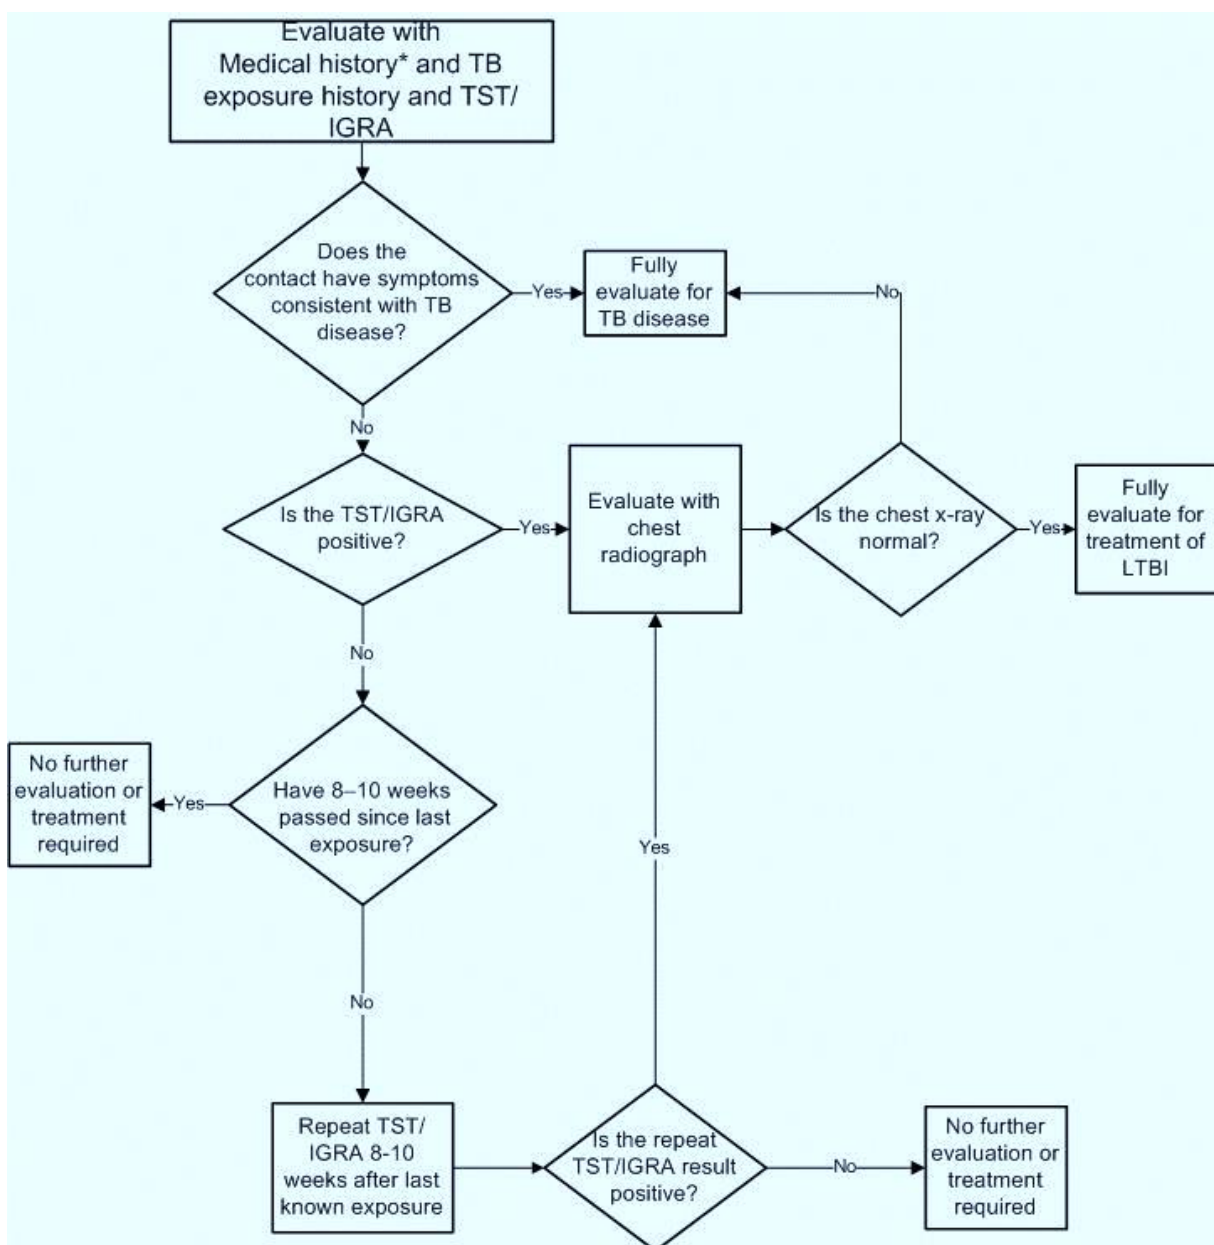 Evaluate with
Medical history* and TB
exposure history and TST/
IGRA
Does the
contact have symptoms
consistent with TB
disease?
Yes
Fully
evaluate for
TB disease
No
No
Is the TST/IGRA
positive?
Yes
Evaluate with
chest
radiograph
Is the chest x-ray
normal?
Yes
Fully
evaluate for
treatment of
LTBI
No
Have 8–10 weeks
passed since last
exposure?
Yes
No further
evaluation or
treatment
required
No
Yes
Repeat TST/
IGRA 8-10
weeks after last
known exposure
Is the repeat
TST/IGRA result
positive?
No
No further
evaluation or
treatment
required